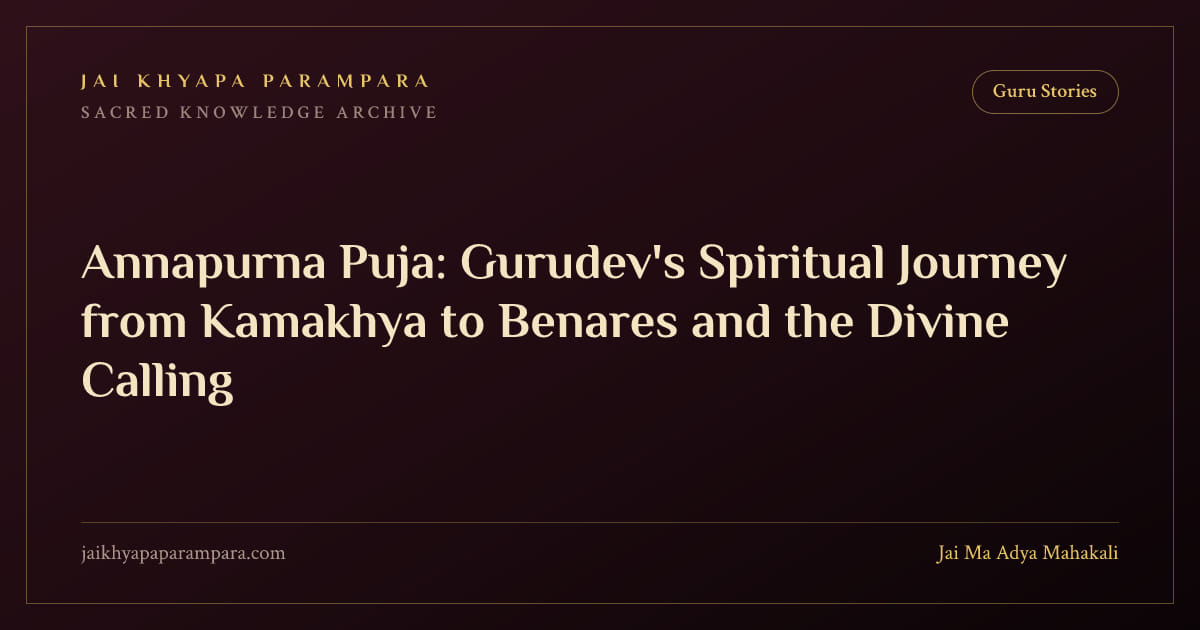 JAI KHYAPA PARAMPARA
SACRED KNOWLEDGE ARCHIVE
Guru Stories
Annapurna Puja: Gurudev's Spiritual Journey
from Kamakhya to Benares and the Divine
Calling
jaikhyapaparampara.com
Jai Ma Adya Mahakali